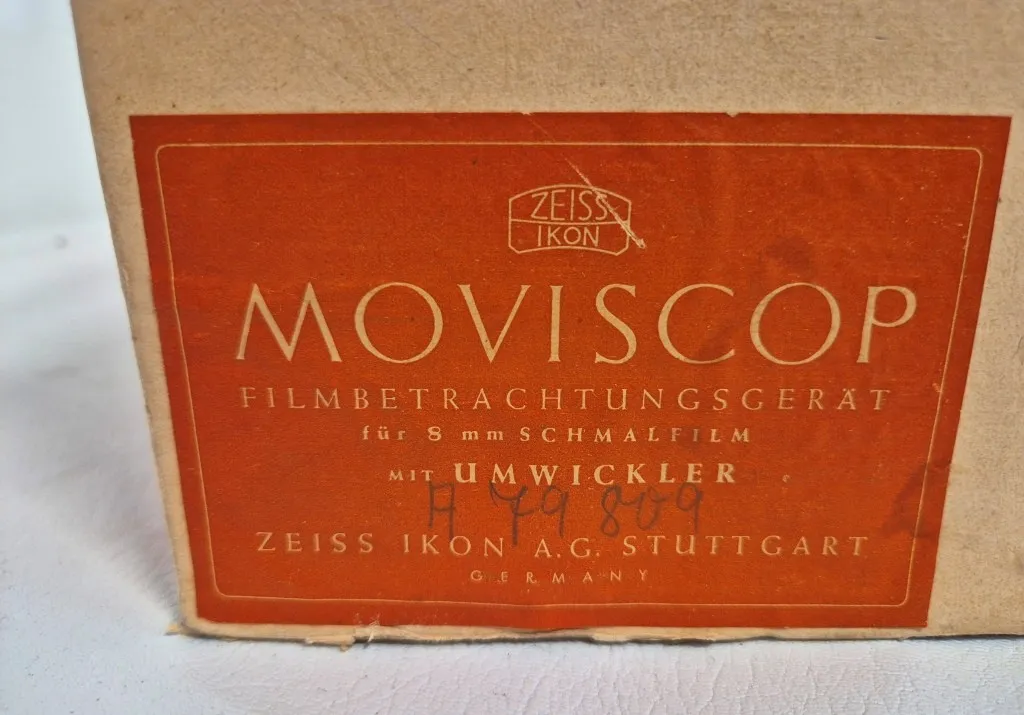 ZEISS
IKON
MOVISCOP
FILMBETRACHTUNGSGERÄT
für 8 mm SCHMALFILM
MIT UMWICKLER
A 79 809
ZEISS IKON A.G. STUTTGART
GERMANY